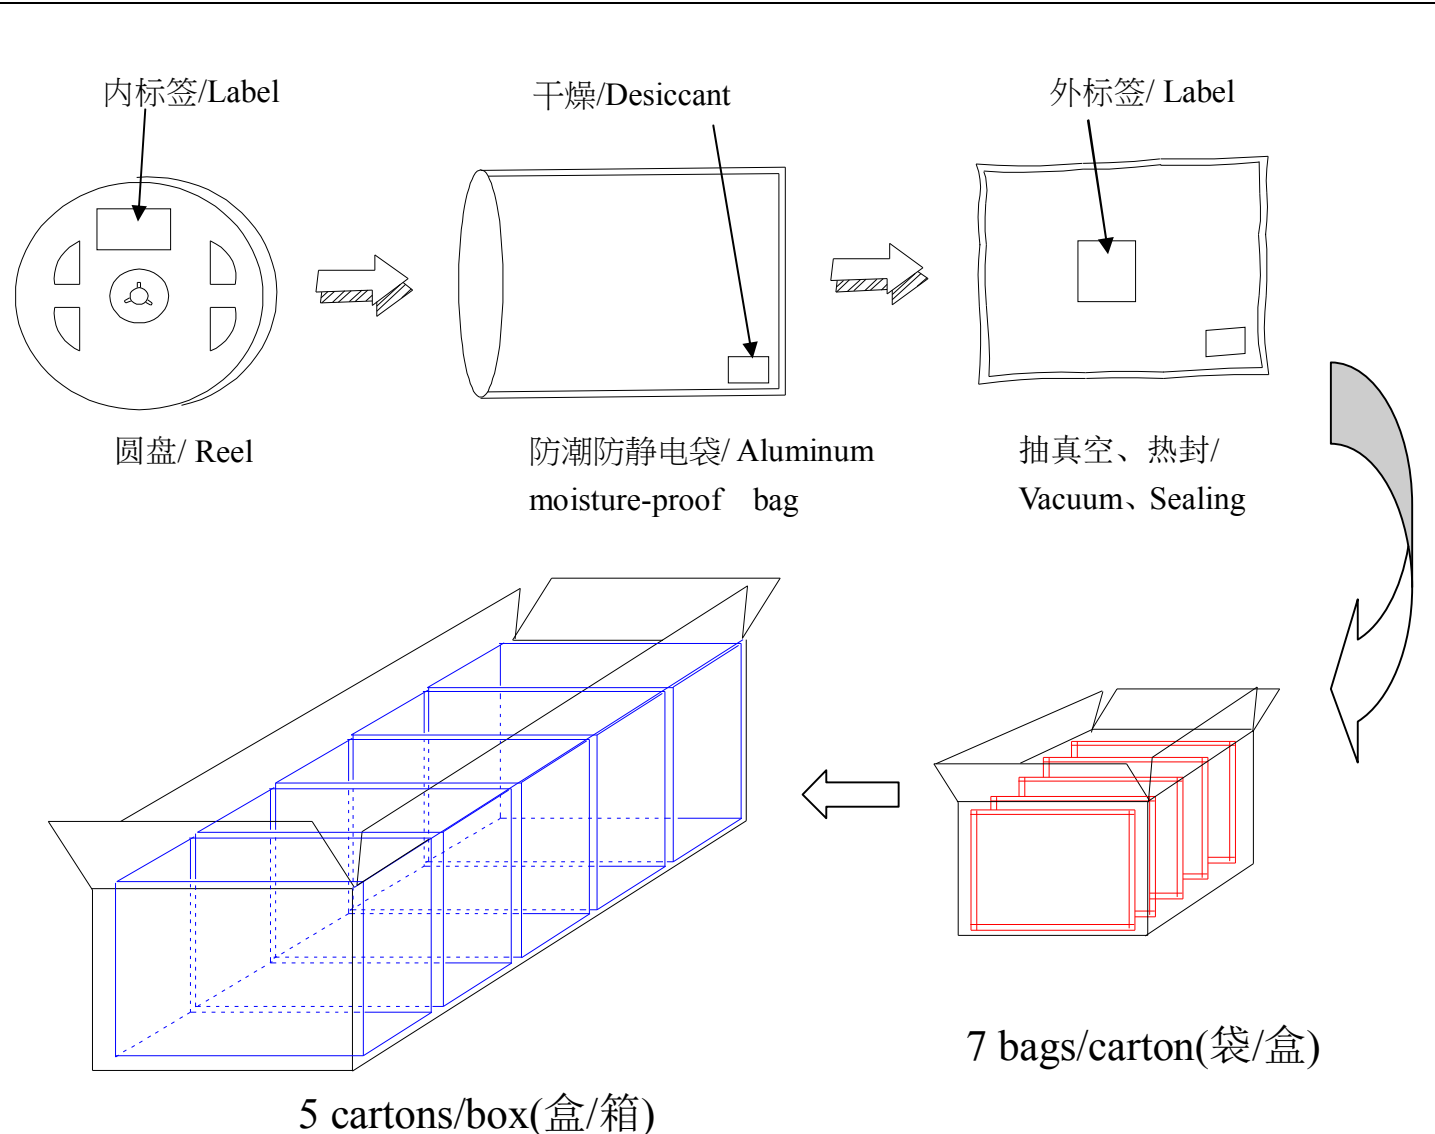 内标签/Label
干燥/Desiccant
外标签/ Label
圆盘/ Reel
防潮防静电袋/ Aluminum
moisture-proof bag
抽真空、热封/
Vacuum、Sealing
7 bags/carton(袋/盒)
5 cartons/box(盒/箱)